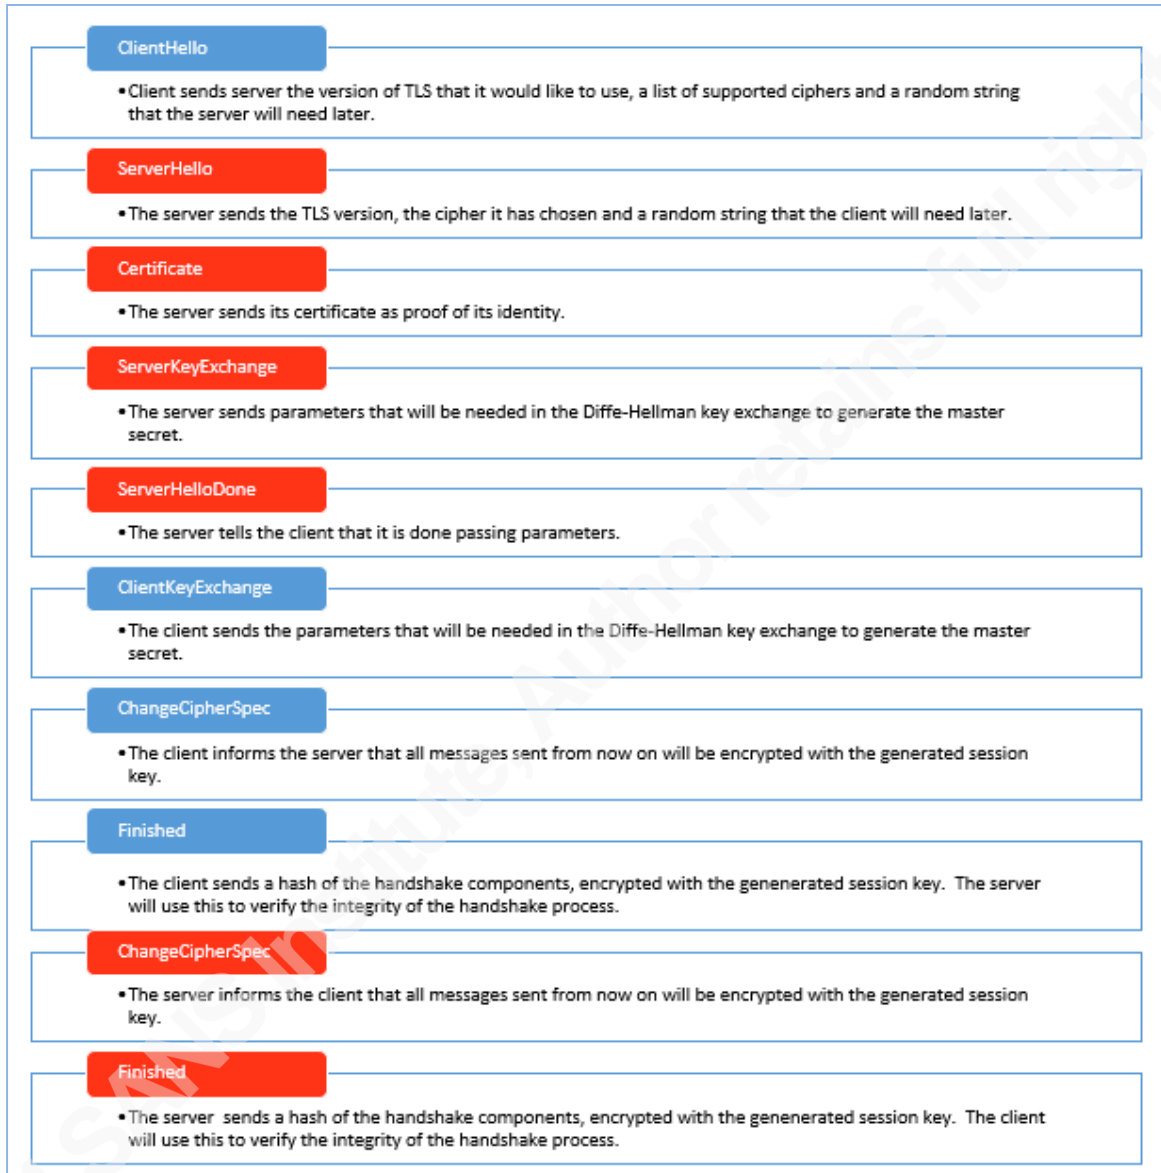 ClientHello
•Client sends server the version of TLS that it would like to use, a list of supported ciphers and a random string
that the server will need later.
ServerHello
•The server sends the TLS version, the cipher it has chosen and a random string that the client will need later.
Certificate
•The server sends its certificate as proof of its identity.
ServerKeyExchange
•The server sends parameters that will be needed in the Diffe-Hellman key exchange to generate the master
secret.
ServerHelloDone
•The server tells the client that it is done passing parameters.
ClientKeyExchange
•The client sends the parameters that will be needed in the Diffe-Hellman key exchange to generate the master
secret.
ChangeCipherSpec
•The client informs the server that all messages sent from now on will be encrypted with the generated session
key.
Finished
•The client sends a hash of the handshake components, encrypted with the genenerated session key.  The server
will use this to verify the integrity of the handshake process.
ChangeCipherSpec
•The server informs the client that all messages sent from now on will be encrypted with the generated session
key.
Finished
•The server  sends a hash of the handshake components, encrypted with the genenerated session key.  The client
will use this to verify the integrity of the handshake process.
SANS Institute, Author retains full